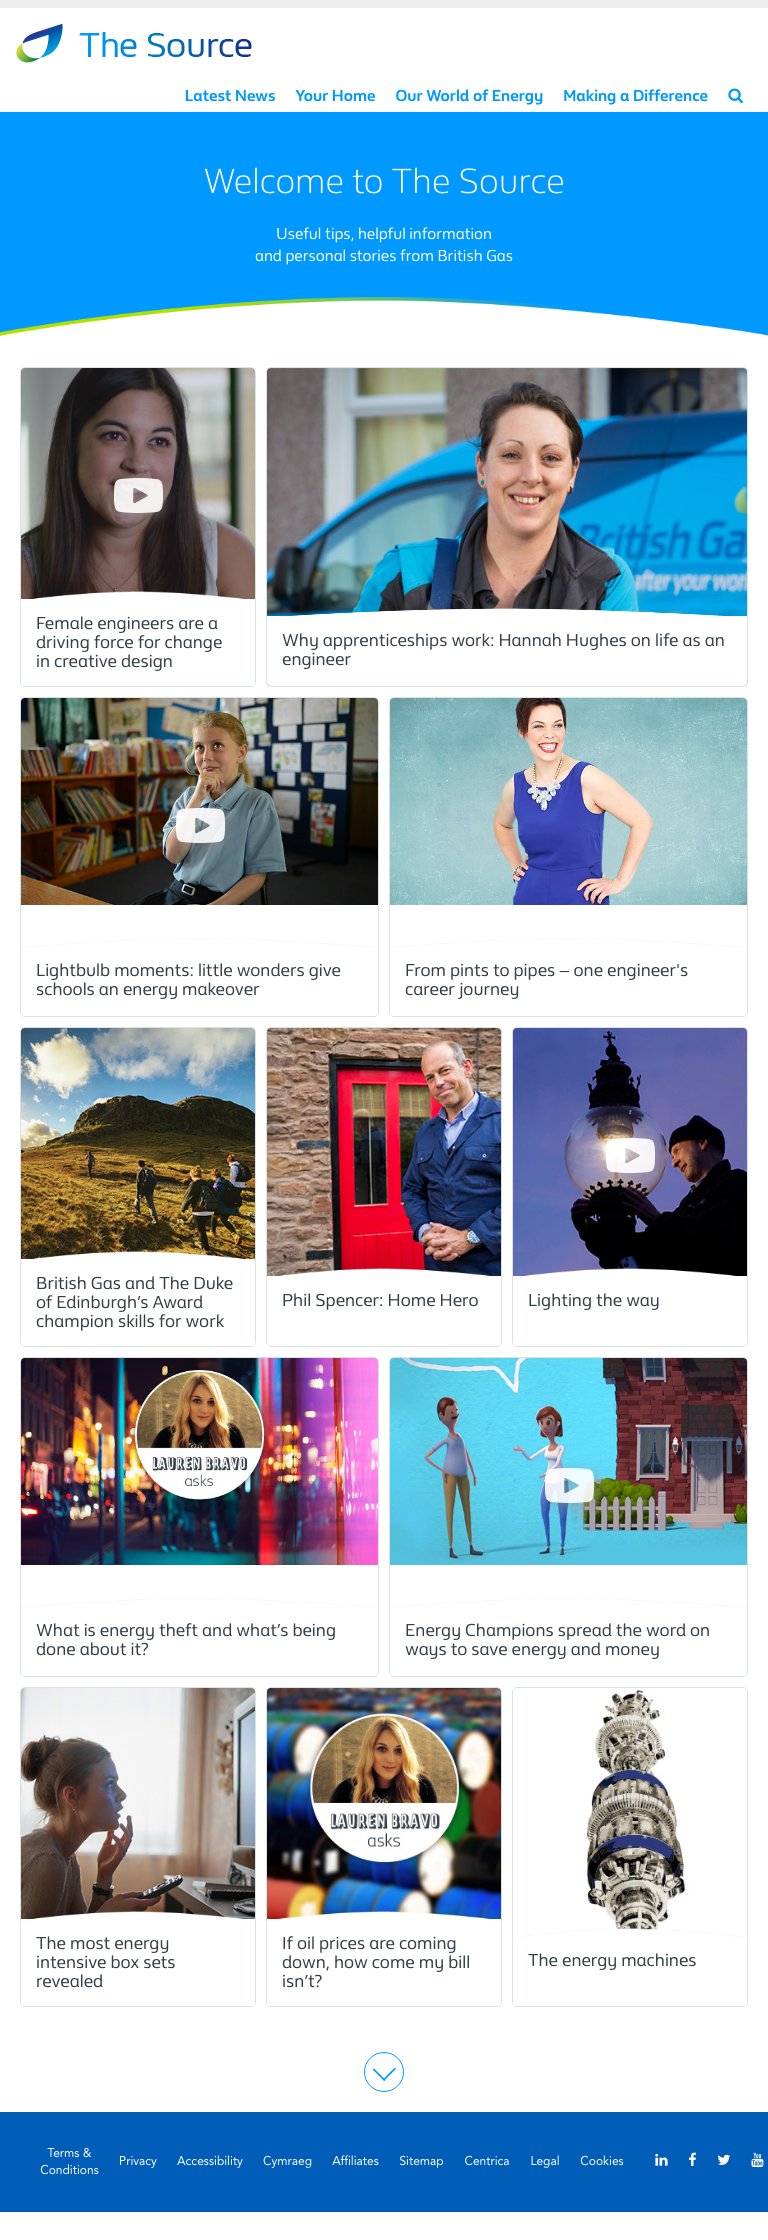 The Source
Latest News
Your Home
Our World of Energy
Making a Difference
Welcome to The Source
Useful tips, helpful information
and personal stories from British Gas
British Ga
after your wor
Female engineers are a
driving force for change
in creative design
Why apprenticeships work: Hannah Hughes on life as an
engineer
Lightbulb moments: little wonders give
schools an energy makeover
From pints to pipes – one engineer's
career journey
British Gas and The Duke
of Edinburgh’s Award
champion skills for work
Phil Spencer: Home Hero
Lighting the way
LAUREN BRAVO
asks
What is energy theft and what’s being
done about it?
Energy Champions spread the word on
ways to save energy and money
LAUREN BRAVO
asks
The most energy
intensive box sets
revealed
If oil prices are coming
down, how come my bill
isn’t?
The energy machines
Terms &
Conditions
Privacy
Accessibility
Cymraeg
Affiliates
Sitemap
Centrica
Legal
Cookies
in
f
You
Tube